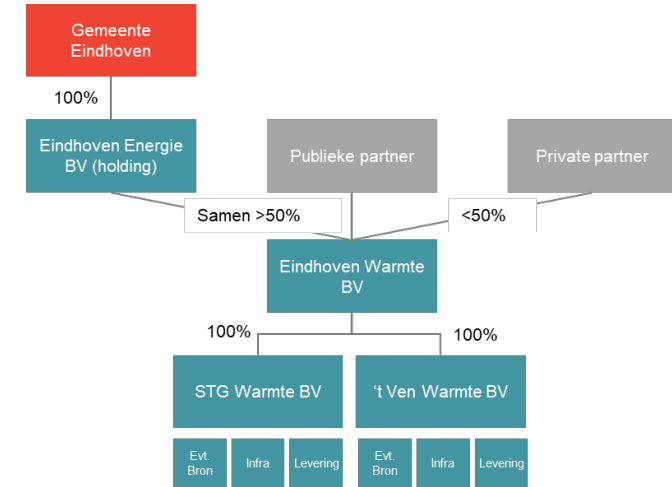 Gemeente
Eindhoven
100%
Eindhoven Energie
BV (holding)
Publieke partner
Private partner
Samen >50%
<50%
Eindhoven Warmte
BV
100%
100%
STG Warmte BV
‘t Ven Warmte BV
Evt.
Bron
Infra
Levering
Evt.
Bron
Infra
Levering